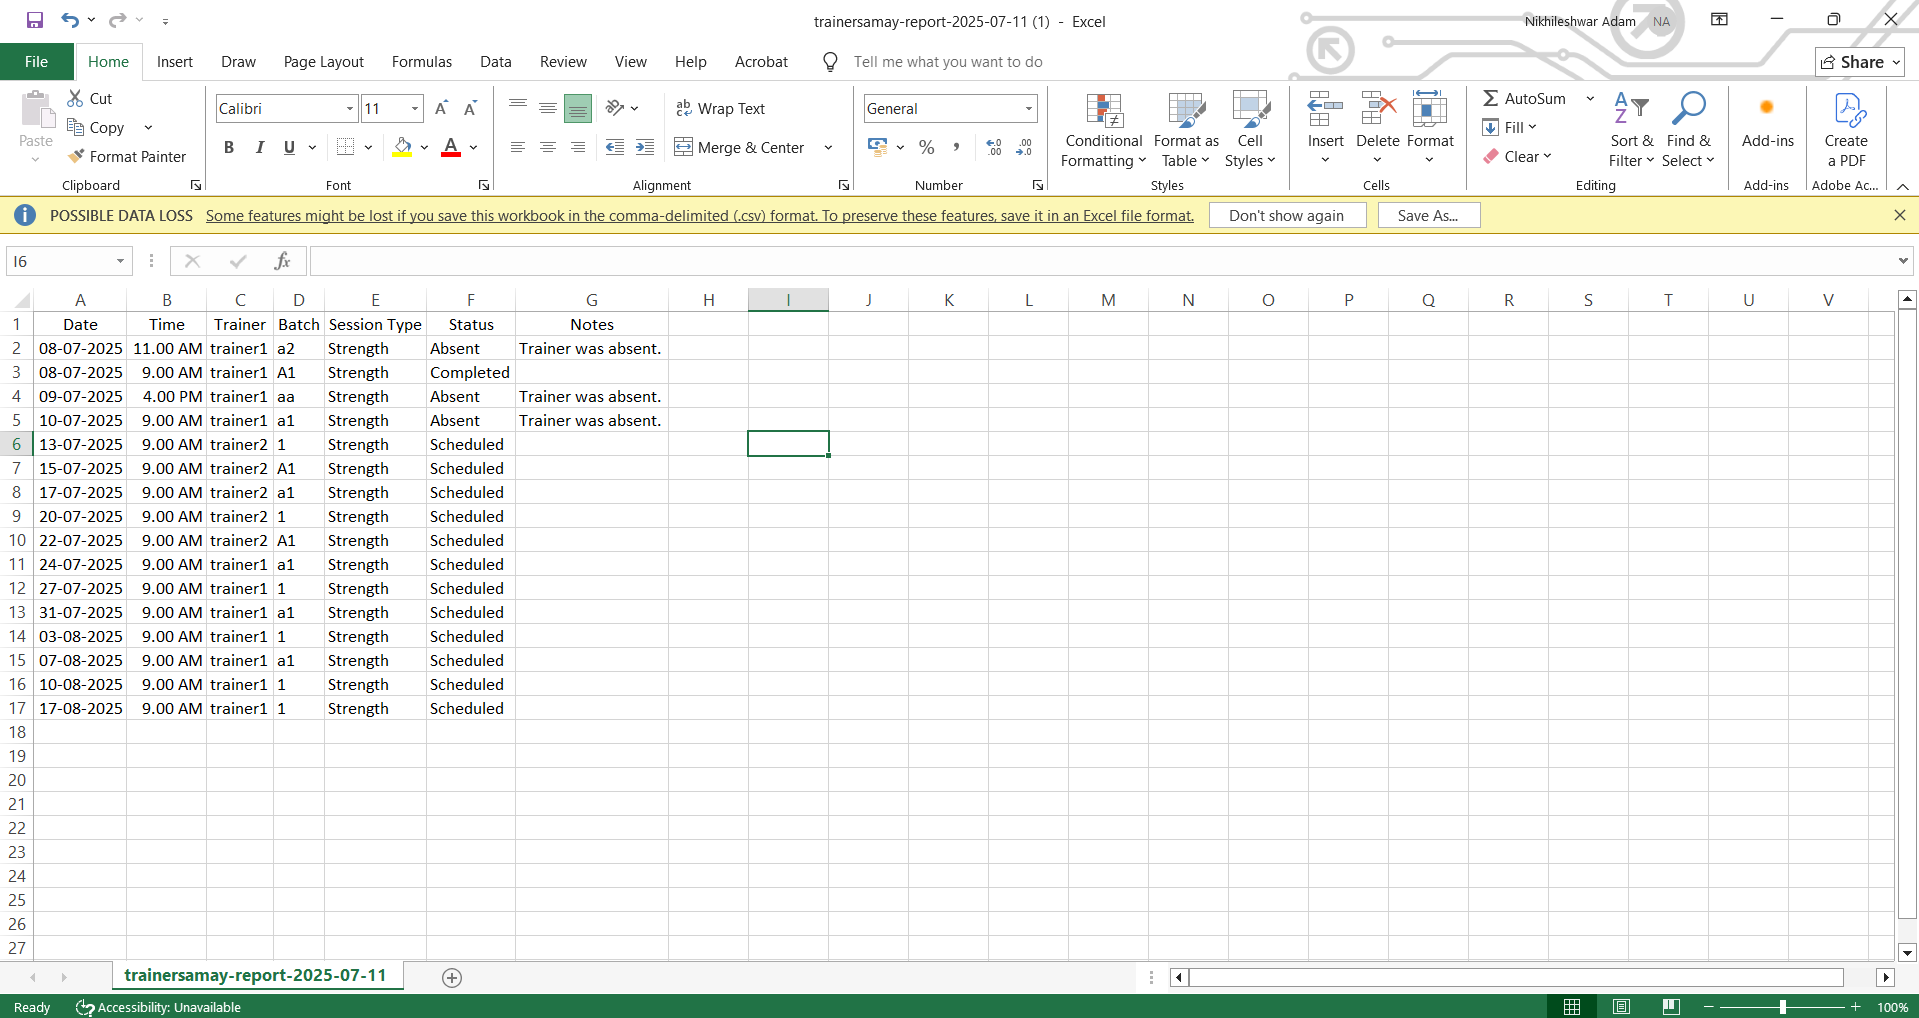 trainersamay-report-2025-07-11 (1) - Excel
Nikhileshwar Adam NA
File Home Insert Draw Page Layout Formulas Data Review View Help Acrobat Tell me what you want to do Share
Paste
Cut
Copy
Format Painter
Clipboard
Calibri 11 A A
B I U A
Font
ab Wrap Text
Merge & Center
Alignment
General
% ,
Number
Conditional Formatting
Format as Table
Cell Styles
Styles
Insert Delete Format
Cells
AutoSum
Fill
Clear
Sort & Filter
Find & Select
Editing
Add-ins
Add-ins
Create a PDF
Adobe Ac...
POSSIBLE DATA LOSS Some features might be lost if you save this workbook in the comma-delimited (.csv) format. To preserve these features, save it in an Excel file format. Don't show again Save As...
I6 fx
A B C D E F G H I J K L M N O P Q R S T U V
1 Date Time Trainer Batch Session Type Status Notes
2 08-07-2025 11.00 AM trainer1 a2 Strength Absent Trainer was absent.
3 08-07-2025 9.00 AM trainer1 A1 Strength Completed
4 09-07-2025 4.00 PM trainer1 aa Strength Absent Trainer was absent.
5 10-07-2025 9.00 AM trainer1 a1 Strength Absent Trainer was absent.
6 13-07-2025 9.00 AM trainer2 1 Strength Scheduled
7 15-07-2025 9.00 AM trainer2 A1 Strength Scheduled
8 17-07-2025 9.00 AM trainer2 a1 Strength Scheduled
9 20-07-2025 9.00 AM trainer2 1 Strength Scheduled
10 22-07-2025 9.00 AM trainer2 A1 Strength Scheduled
11 24-07-2025 9.00 AM trainer1 a1 Strength Scheduled
12 27-07-2025 9.00 AM trainer1 1 Strength Scheduled
13 31-07-2025 9.00 AM trainer1 a1 Strength Scheduled
14 03-08-2025 9.00 AM trainer1 1 Strength Scheduled
15 07-08-2025 9.00 AM trainer1 a1 Strength Scheduled
16 10-08-2025 9.00 AM trainer1 1 Strength Scheduled
17 17-08-2025 9.00 AM trainer1 1 Strength Scheduled
18
19
20
21
22
23
24
25
26
27
trainersamay-report-2025-07-11
Ready Accessibility: Unavailable 100%